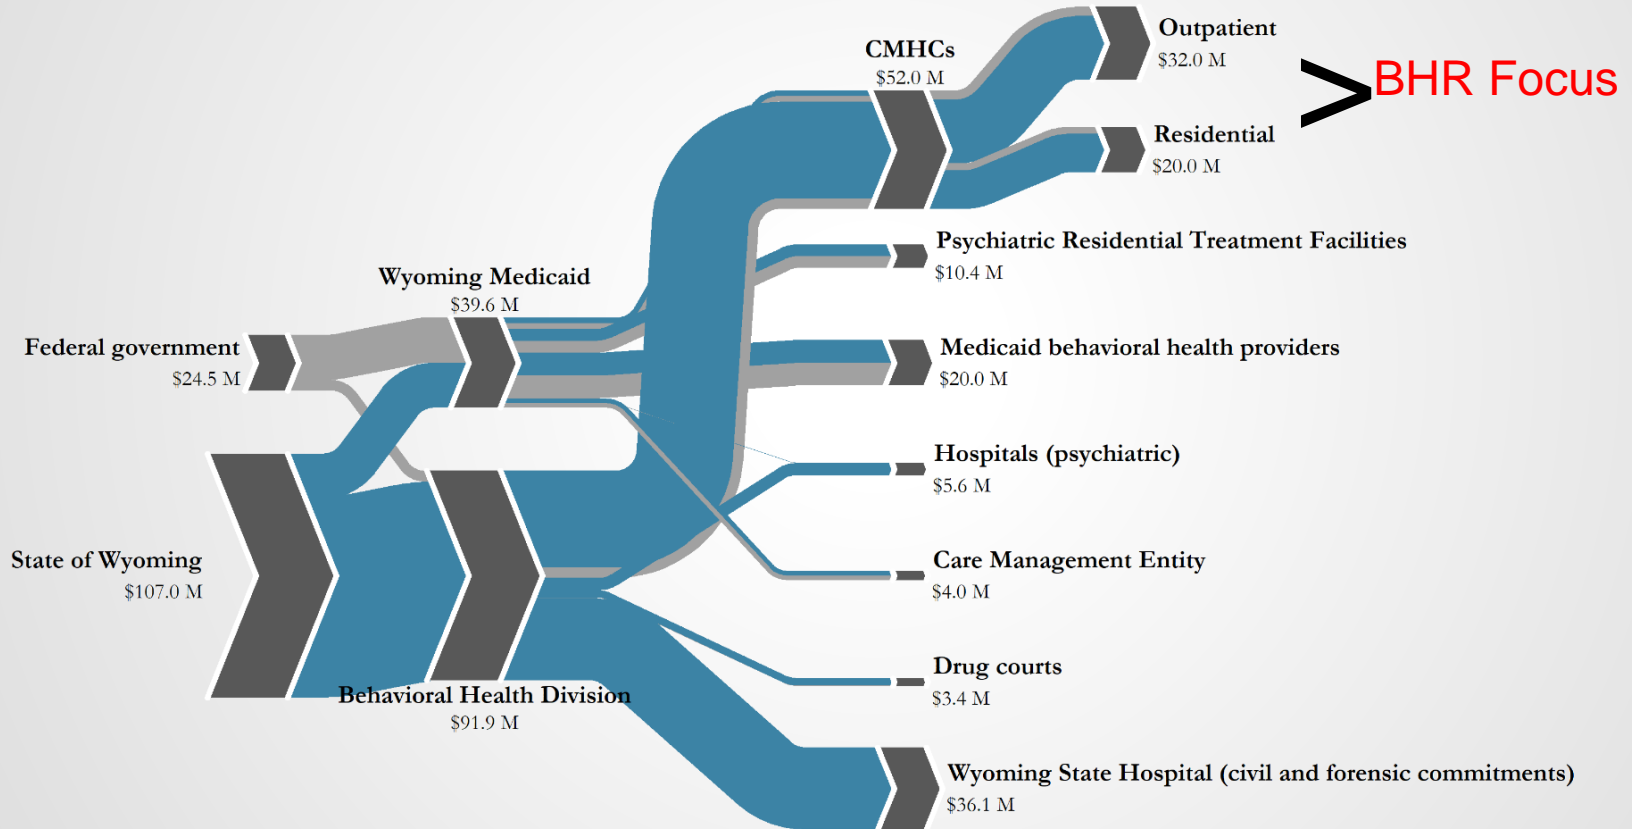 Federal government
$24.5 M
State of Wyoming
$107.0 M
Wyoming Medicaid
$39.6 M
Behavioral Health Division
$91.9 M
CMHCs
$52.0 M
Outpatient
$32.0 M
Residential
$20.0 M
>BHR Focus
Psychiatric Residential Treatment Facilities
$10.4 M
Medicaid behavioral health providers
$20.0 M
Hospitals (psychiatric)
$5.6 M
Care Management Entity
$4.0 M
Drug courts
$3.4 M
Wyoming State Hospital (civil and forensic commitments)
$36.1 M